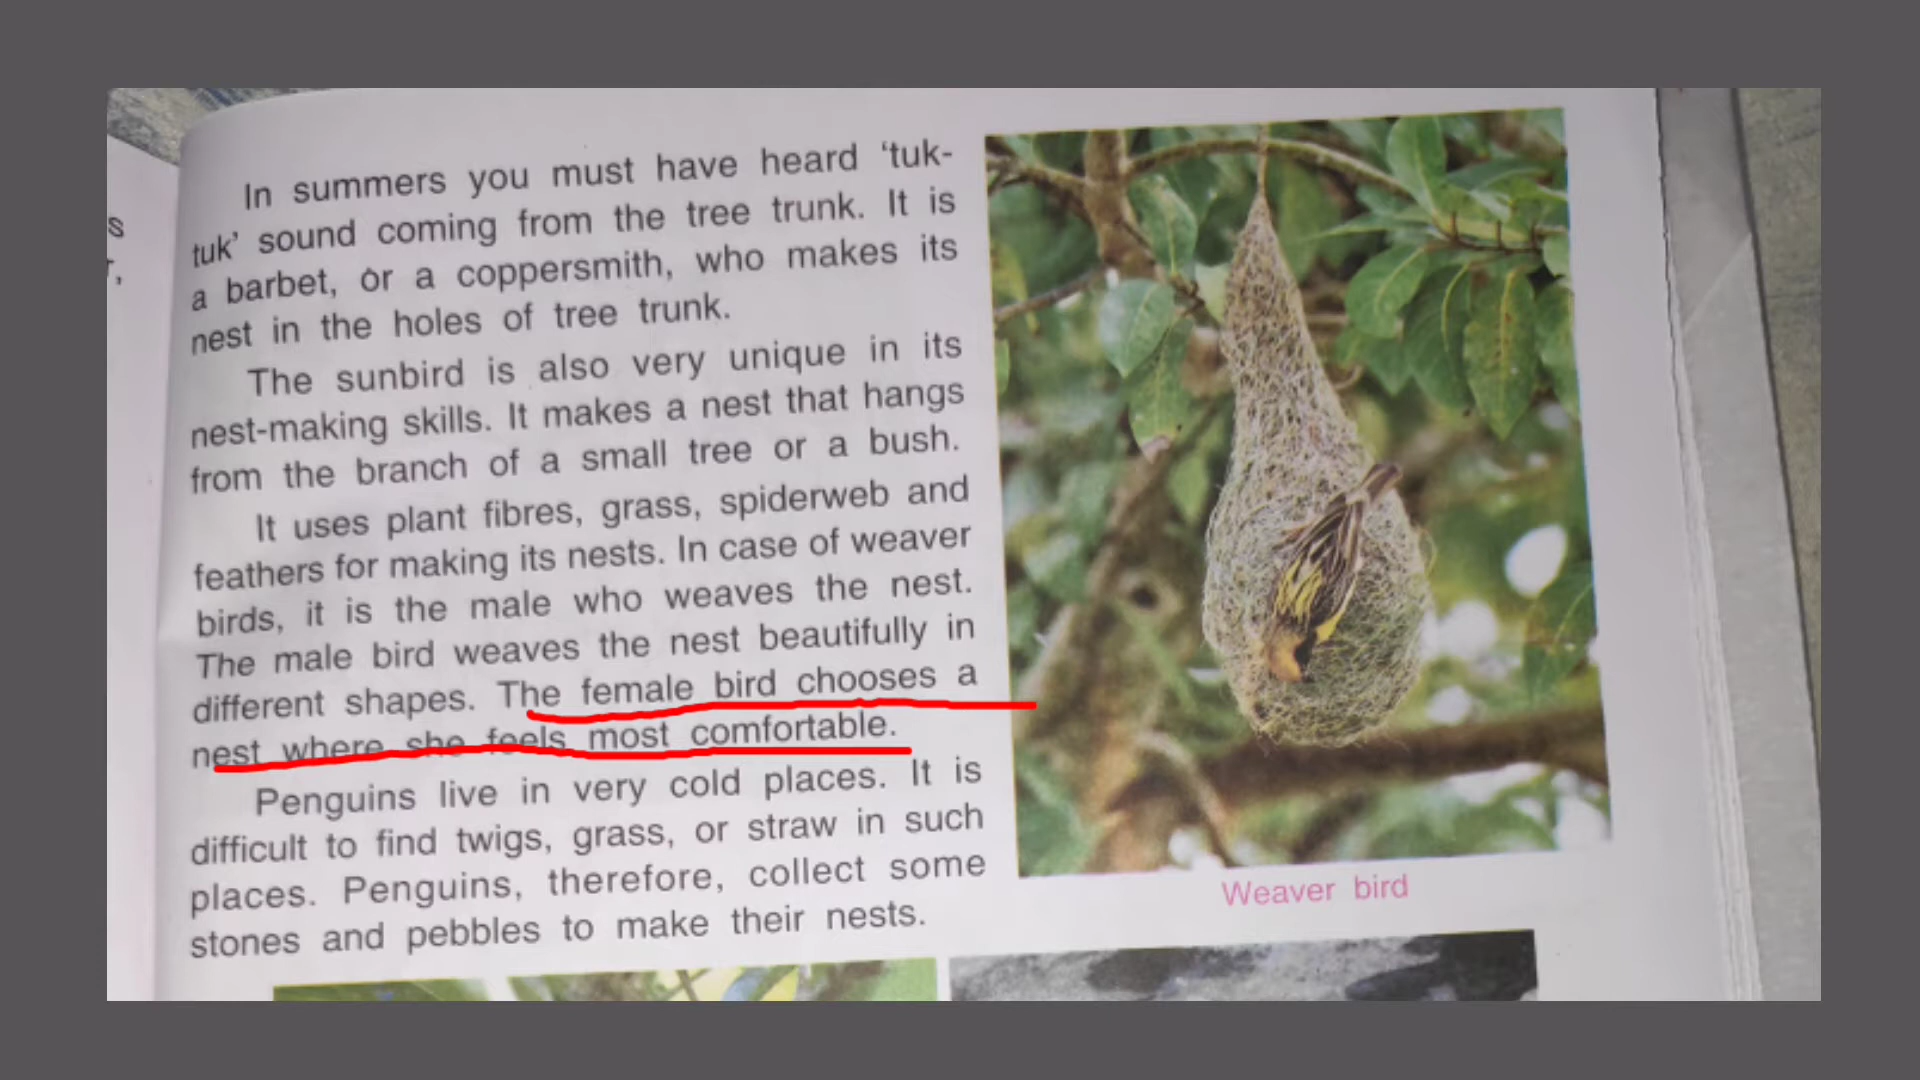 s
r,
In summers you must have heard ‘tuk-
tuk’ sound coming from the tree trunk. It is
a barbet, or a coppersmith, who makes its
nest in the holes of tree trunk.
The sunbird is also very unique in its
nest-making skills. It makes a nest that hangs
from the branch of a small tree or a bush.
It uses plant fibres, grass, spiderweb and
feathers for making its nests. In case of weaver
birds, it is the male who weaves the nest.
The male bird weaves the nest beautifully in
different shapes. The female bird chooses a
nest where she feels most comfortable.
Penguins live in very cold places. It is
difficult to find twigs, grass, or straw in such
places. Penguins, therefore, collect some
stones and pebbles to make their nests.
Weaver bird